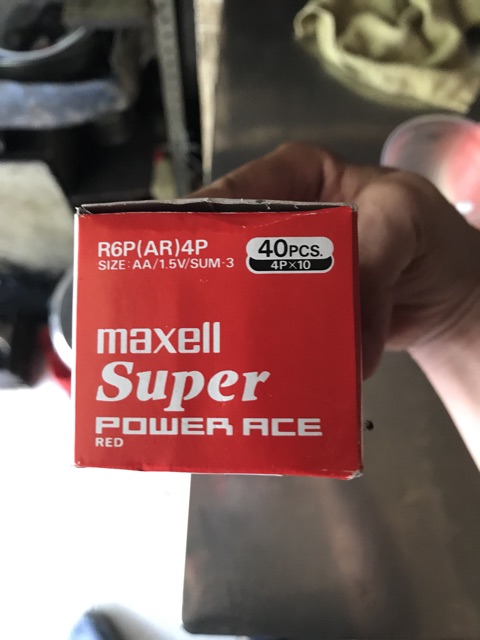 R6P(AR)4P
SIZE:AA/1.5V/SUM-3
40PCS.
4P×10
maxell
Super
POWER ACE
RED